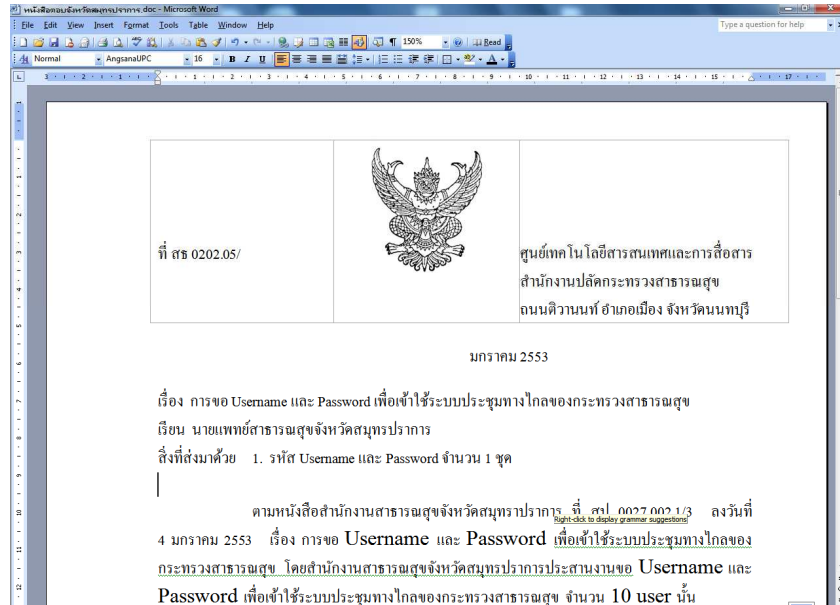 หนังสือตอบจังหวัดสมุทรปราการ.doc - Microsoft Word
File Edit View Insert Format Tools Table Window Help
Type a question for help
150%
Read
Normal
AngsanaUPC
16
B I U
3 2 1 1 2 3 4 5 6 7 8 9 10 11 12 13 14 15 17
ที่ สธ 0202.05/
ศูนย์เทคโนโลยีสารสนเทศและการสื่อสาร
สำนักงานปลัดกระทรวงสาธารณสุข
ถนนติวานนท์ อำเภอเมือง จังหวัดนนทบุรี
มกราคม 2553
เรื่อง การขอ Username และ Password เพื่อเข้าใช้ระบบประชุมทางไกลของกระทรวงสาธารณสุข
เรียน นายแพทย์สาธารณสุขจังหวัดสมุทรปราการ
สิ่งที่ส่งมาด้วย 1. รหัส Username และ Password จำนวน 1 ชุด
ตามหนังสือสำนักงานสาธารณสุขจังหวัดสมุทราปราการ ที่ สป 0027.002.1/3 ลงวันที่
Right-click to display grammar suggestions
4 มกราคม 2553 เรื่อง การขอ Username และ Password เพื่อเข้าใช้ระบบประชุมทางไกลของ
กระทรวงสาธารณสุข โดยสำนักงานสาธารณสุขจังหวัดสมุทรปราการประสานงานขอ Username และ
Password เพื่อเข้าใช้ระบบประชุมทางไกลของกระทรวงสาธารณสุข จำนวน 10 user นั้น